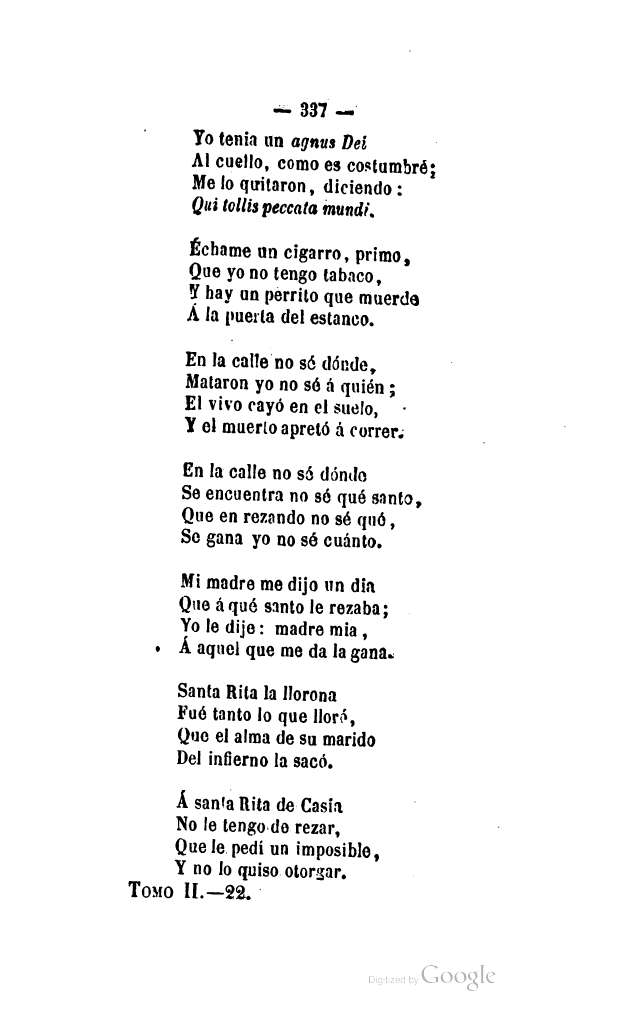 — 337 —
Yo tenia un agnus Dei
Al cuello, como es costumbré;
Me lo quitaron, diciendo:
Qui tollis peccata mundi.
Échame un cigarro, primo,
Que yo no tengo tabaco,
Y hay un perrito que muerde
Á la puerta del estanco.
En la calle no sé dónde,
Mataron yo no sé á quién;
El vivo cayó en el suelo,
Y el muerto apretó á correr.
En la calle no sé dónde
Se encuentra no sé qué santo,
Que en rezando no sé qué,
Se gana yo no sé cuánto.
Mi madre me dijo un dia
Que á qué santo le rezaba;
Yo le dije: madre mia,
Á aquel que me da la gana.
Santa Rita la llorona
Fué tanto lo que lloró,
Que el alma de su marido
Del infierno la sacó.
Á santa Rita de Casia
No le tengo de rezar,
Que le pedí un imposible,
Y no lo quiso otorgar.
TOMO II.—22.
Digitized by Google